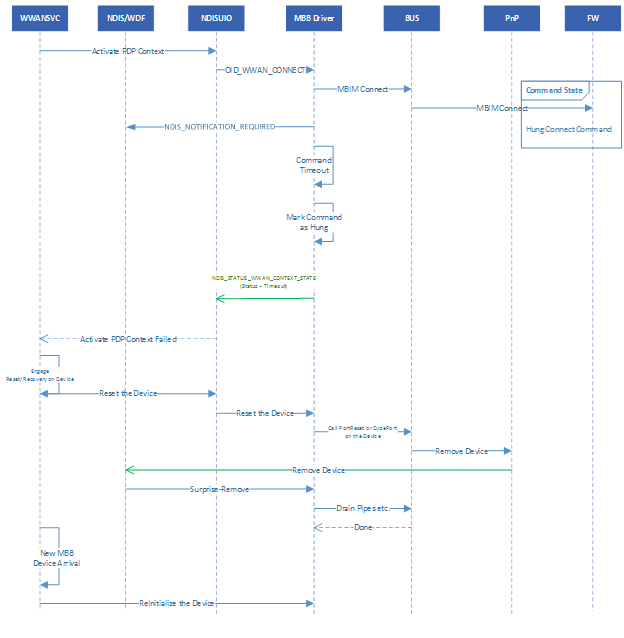 WWANSVC
NDIS/WDF
NDISUIO
MBB Driver
BUS
PnP
FW
Activate PDP Context
OID_WWAN_CONNECT
MBIM Connect
Command State
MBIM Connect
NDIS_NOTIFICATION_REQUIRED
Hung Connect Command
Command
Timeout
Mark Command
as Hung
NDIS_STATUS_WWAN_CONTEXT_STATE
(Status – Timeout)
Activate PDP Context Failed
Engage
Reset/Recovery on Device
Reset the Device
Reset the Device
Call PortReset or CyclePort
on the Device
Remove Device
Remove Device
Surprise-Remove
Drain Pipes etc.
Done
New MBB
Device Arrival
ReInitialize the Device